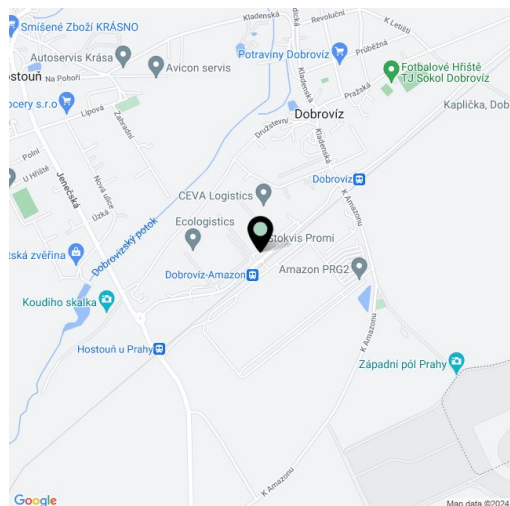 Smíšené Zboží KRÁSNO
Kladenská
Kladenská
Dobrovízská
Revoluční
K Letišti
Autoservis Krása
Na Pohoří
Avicon servis
Potraviny Dobrovíz
Průběžná
Fotbalové Hřiště
TJ Sokol Dobrovíz
ostouň
ocery s.r.o
Lipová
Zahradní
Kladenská
Pražská
Kaplička, Dob
Dobrovíz
Družstevní
Kladenská
Polní
u Hřiště
Jenečská
Nová ulice
Úzká
Dobrovíz
CEVA Logistics
K Amazonu
Ecologistics
stokvis Promi
tská zvěřina
Dobrovízský potok
Dobrovíz-Amazon
Amazon PRG2
Koudiho skalka
K Amazonu
Hostouň u Prahy
Západní pól Prahy
K Amazonu
Google
Map data ©2024